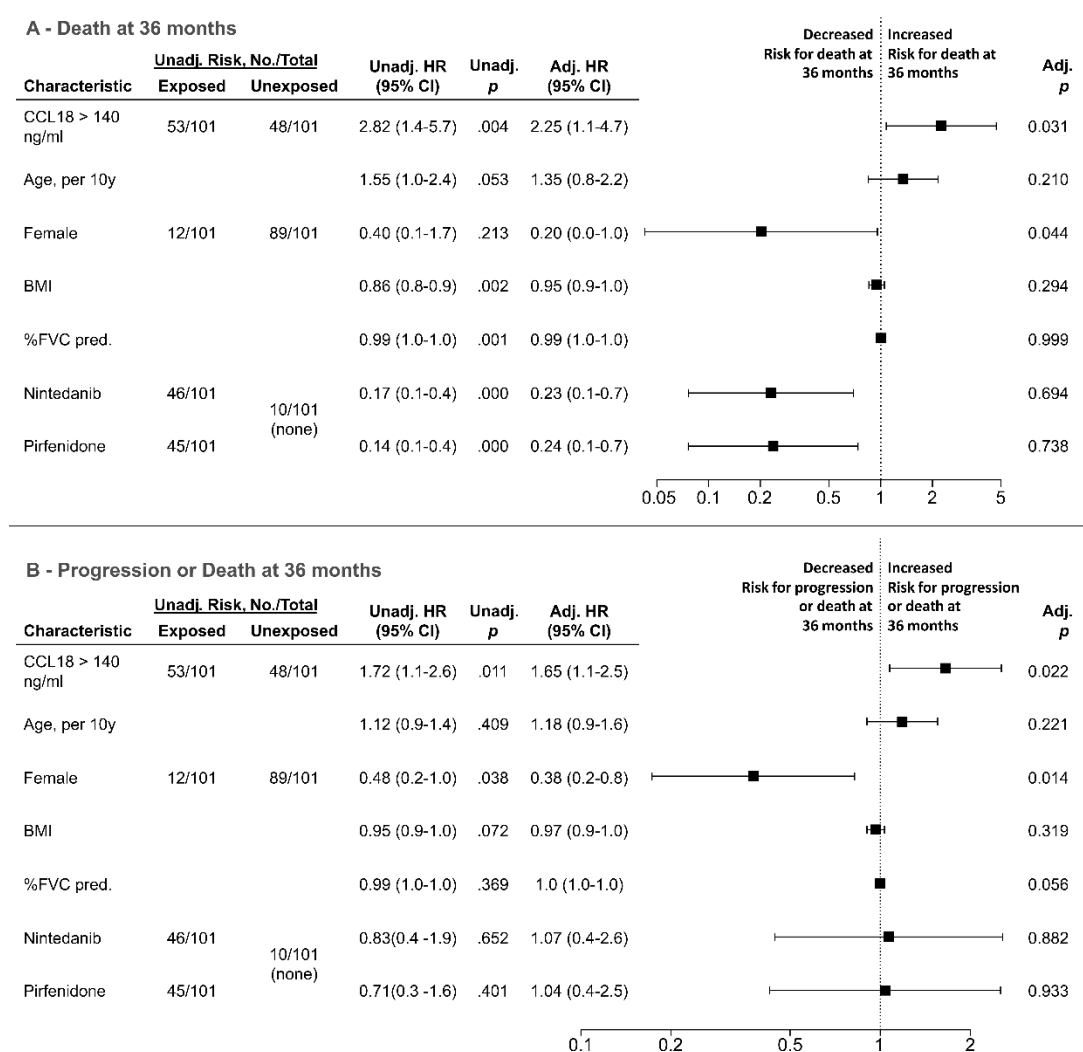 A - Death at 36 months
Decreased Risk for death at 36 months
Increased Risk for death at 36 months
Unadj. Risk, No./Total
Characteristic Exposed Unexposed Unadj. HR (95% CI) Unadj. p Adj. HR (95% CI) Adj. p
CCL18 > 140 ng/ml 53/101 48/101 2.82 (1.4-5.7) .004 2.25 (1.1-4.7) 0.031
Age, per 10y 1.55 (1.0-2.4) .053 1.35 (0.8-2.2) 0.210
Female 12/101 89/101 0.40 (0.1-1.7) .213 0.20 (0.0-1.0) 0.044
BMI 0.86 (0.8-0.9) .002 0.95 (0.9-1.0) 0.294
%FVC pred. 0.99 (1.0-1.0) .001 0.99 (1.0-1.0) 0.999
Nintedanib 46/101 0.17 (0.1-0.4) .000 0.23 (0.1-0.7) 0.694
10/101 (none)
Pirfenidone 45/101 0.14 (0.1-0.4) .000 0.24 (0.1-0.7) 0.738
0.05 0.1 0.2 0.5 1 2 5
B - Progression or Death at 36 months
Decreased Risk for progression or death at 36 months
Increased Risk for progression or death at 36 months
Unadj. Risk, No./Total
Characteristic Exposed Unexposed Unadj. HR (95% CI) Unadj. p Adj. HR (95% CI) Adj. p
CCL18 > 140 ng/ml 53/101 48/101 1.72 (1.1-2.6) .011 1.65 (1.1-2.5) 0.022
Age, per 10y 1.12 (0.9-1.4) .409 1.18 (0.9-1.6) 0.221
Female 12/101 89/101 0.48 (0.2-1.0) .038 0.38 (0.2-0.8) 0.014
BMI 0.95 (0.9-1.0) .072 0.97 (0.9-1.0) 0.319
%FVC pred. 0.99 (1.0-1.0) .369 1.0 (1.0-1.0) 0.056
Nintedanib 46/101 0.83(0.4 -1.9) .652 1.07 (0.4-2.6) 0.882
10/101 (none)
Pirfenidone 45/101 0.71(0.3 -1.6) .401 1.04 (0.4-2.5) 0.933
0.1 0.2 0.5 1 2